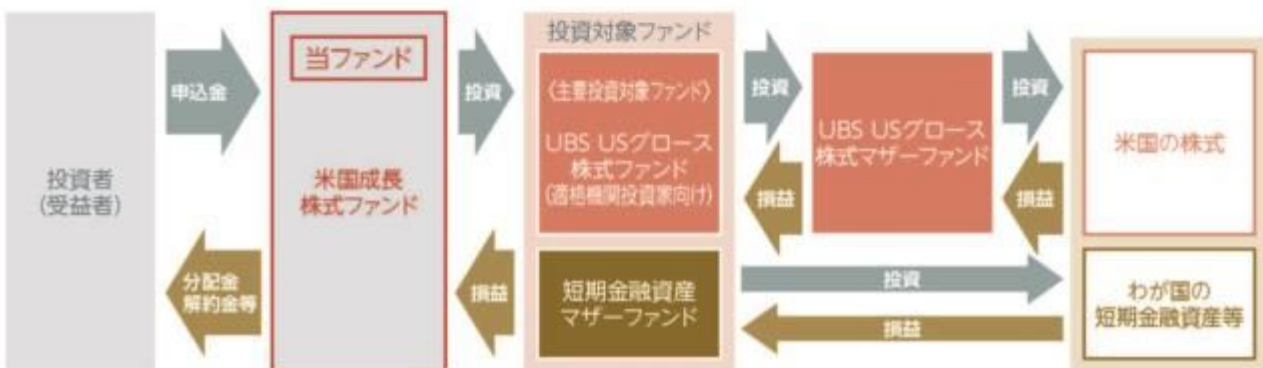 投資者
(受益者)
申込金
分配金
解約金等
当ファンド
米国成長
株式ファンド
投資
損益
投資対象ファンド
〈主要投資対象ファンド〉
UBS USグロース
株式ファンド
(適格機関投資家向け)
短期金融資産
マザーファンド
投資
損益
UBS USグロース
株式マザーファンド
投資
損益
投資
損益
米国の株式
わが国の
短期金融資産等